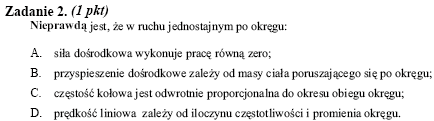 Zadanie 2. (1 pkt)
Nieprawdą jest, że w ruchu jednostajnym po okręgu:
A. siła dośrodkowa wykonuje pracę równą zero;
B. przyspieszenie dośrodkowe zależy od masy ciała poruszającego się po okręgu;
C. częstość kołowa jest odwrotnie proporcjonalna do okresu obiegu okręgu;
D. prędkość liniowa zależy od iloczynu częstotliwości i promienia okręgu.